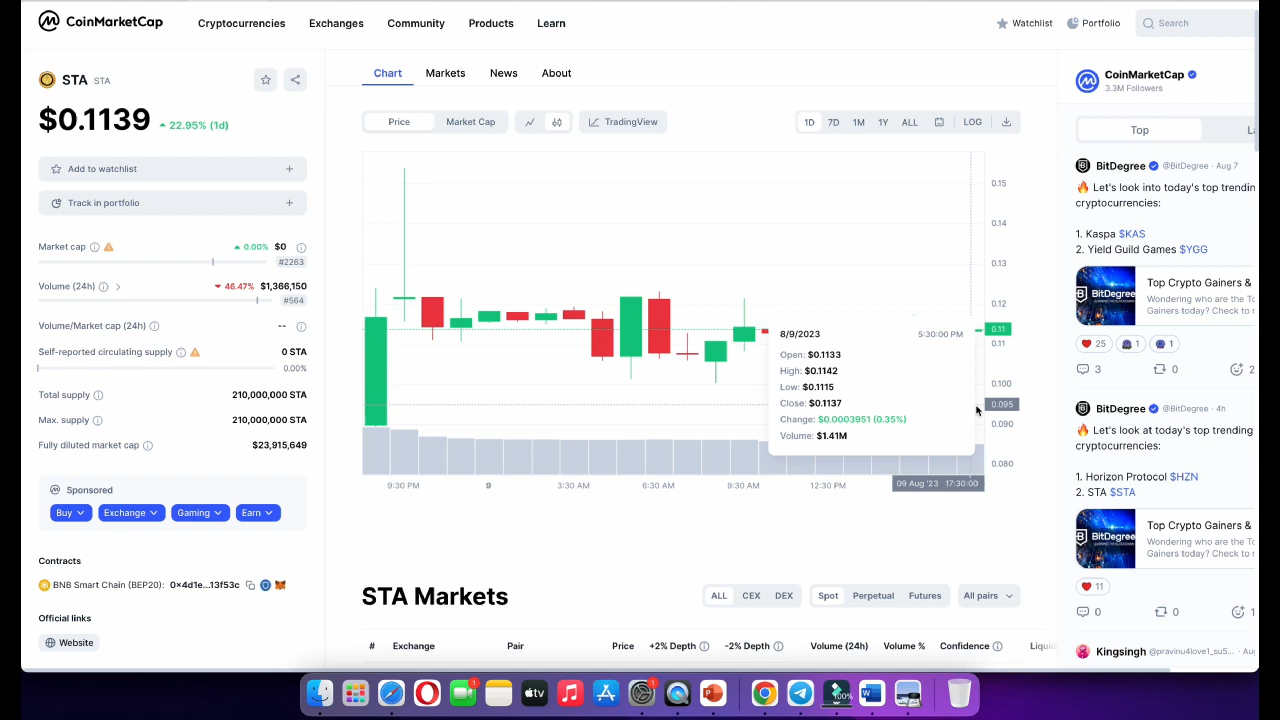 CoinMarketCap
Cryptocurrencies Exchanges Community Products Learn
Watchlist Portfolio Search
STA STA
$0.1139 22.95% (1d)
Add to watchlist +
Track in portfolio +
Market cap 0.00% $0
#2263
Volume (24h) 46.47% $1,366,150
#564
Volume/Market cap (24h) --
Self-reported circulating supply 0 STA
0.00%
Total supply 210,000,000 STA
Max. supply 210,000,000 STA
Fully diluted market cap $23,915,649
Sponsored
Buy Exchange Gaming Earn
Contracts
BNB Smart Chain (BEP20): 0x4d1e...13f53c
Official links
Website
Chart Markets News About
Price Market Cap TradingView
1D 7D 1M 1Y ALL LOG
0.15
0.14
0.13
0.12
0.11
0.11
0.100
0.095
0.090
0.080
8/9/2023 5:30:00 PM
Open: $0.1133
High: $0.1142
Low: $0.1115
Close: $0.1137
Change: $0.0003951 (0.35%)
Volume: $1.41M
9:30 PM 9 3:30 AM 6:30 AM 9:30 AM 12:30 PM 09 Aug '23 17:30:00
STA Markets
ALL CEX DEX Spot Perpetual Futures All pairs
# Exchange Pair Price +2% Depth -2% Depth Volume (24h) Volume % Confidence
CoinMarketCap
3.3M Followers
Top
BitDegree @BitDegree · Aug 7
🔥 Let's look into today's top trendin
cryptocurrencies:
1. Kaspa $KAS
2. Yield Guild Games $YGG
BitDegree
Top Crypto Gainers &
Wondering who are the To
Gainers today? Check to
25 1 1
3 0 2
BitDegree @BitDegree · 4h
🔥 Let's look at today's top trending
cryptocurrencies:
1. Horizon Protocol $HZN
2. STA $STA
BitDegree
Top Crypto Gainers &
Wondering who are the To
Gainers today? Check to
11
0 0 1
Kingsingh @pravinu4love1_su5...
1 tv 1 100% W